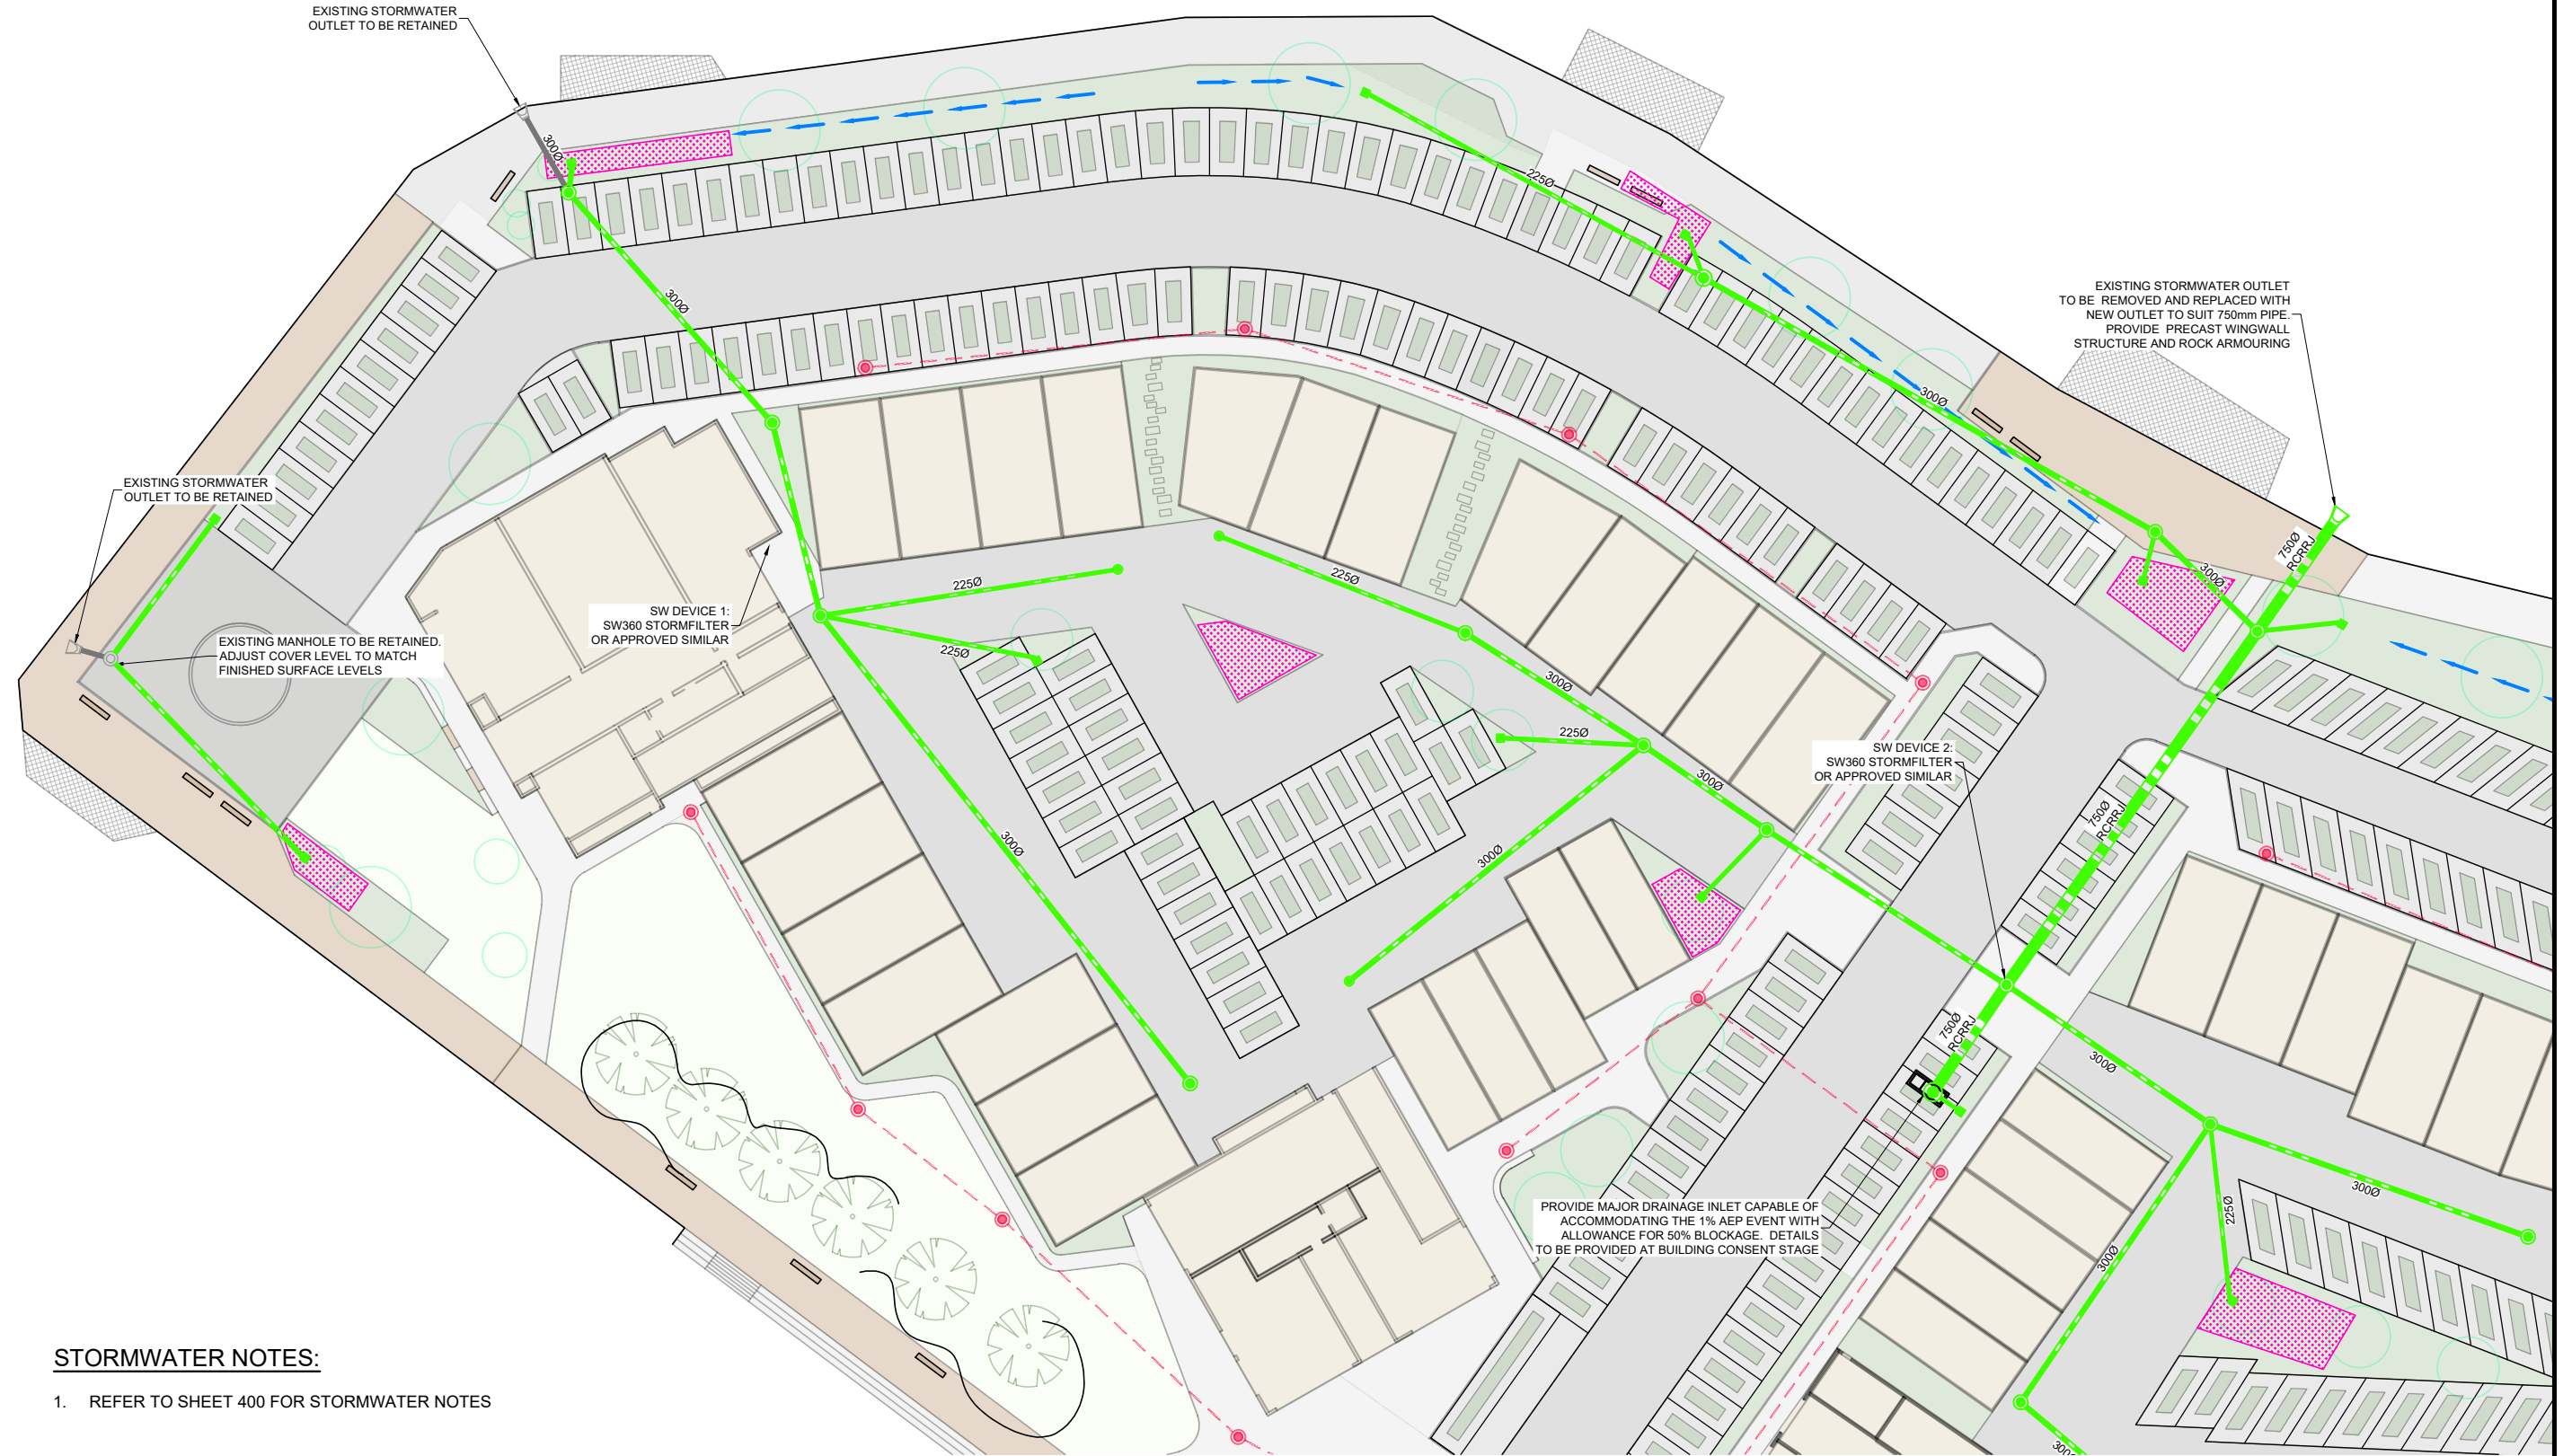 EXISTING STORMWATER
OUTLET TO BE RETAINED
300Ø
225Ø
300Ø
EXISTING STORMWATER OUTLET
TO BE  REMOVED AND REPLACED WITH
NEW OUTLET TO SUIT 750mm PIPE.
PROVIDE  PRECAST WINGWALL
STRUCTURE AND ROCK ARMOURING
300Ø
EXISTING STORMWATER
OUTLET TO BE RETAINED
750Ø
RCRRJ
300Ø
225Ø
225Ø
SW DEVICE 1:
SW360 STORMFILTER
OR APPROVED SIMILAR
EXISTING MANHOLE TO BE RETAINED.
ADJUST COVER LEVEL TO MATCH
FINISHED SURFACE LEVELS
225Ø
300Ø
225Ø
SW DEVICE 2:
SW360 STORMFILTER
OR APPROVED SIMILAR
300Ø
750Ø
RCRRJ
300Ø
300Ø
750Ø
RCRRJ
300Ø
300Ø
225Ø
PROVIDE MAJOR DRAINAGE INLET CAPABLE OF
ACCOMMODATING THE 1% AEP EVENT WITH
ALLOWANCE FOR 50% BLOCKAGE.  DETAILS
TO BE PROVIDED AT BUILDING CONSENT STAGE
300Ø
STORMWATER NOTES:
1. REFER TO SHEET 400 FOR STORMWATER NOTES